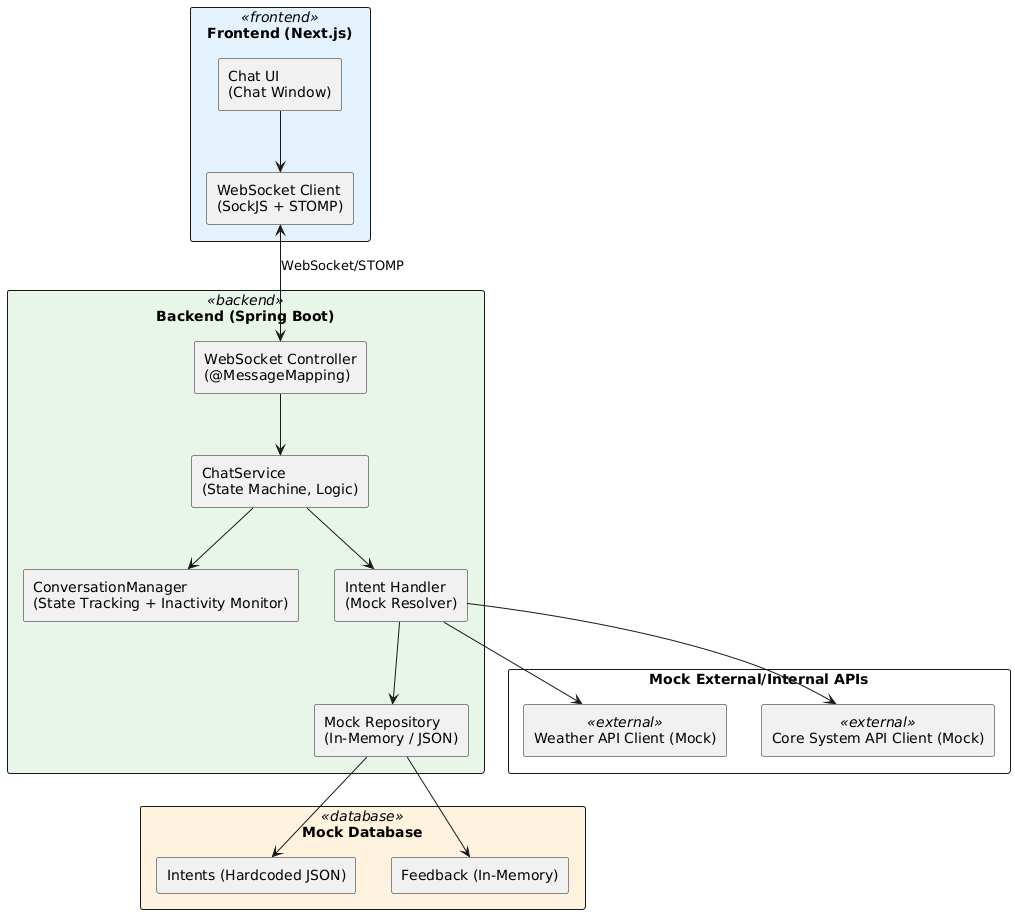 «frontend»
Frontend (Next.js)
Chat UI
(Chat Window)
WebSocket Client
(SockJS + STOMP)
WebSocket/STOMP
«backend»
Backend (Spring Boot)
WebSocket Controller
(@MessageMapping)
ChatService
(State Machine, Logic)
ConversationManager
(State Tracking + Inactivity Monitor)
Intent Handler
(Mock Resolver)
Mock Repository
(In-Memory / JSON)
Mock External/Internal APIs
«external»
Weather API Client (Mock)
«external»
Core System API Client (Mock)
«database»
Mock Database
Intents (Hardcoded JSON)
Feedback (In-Memory)